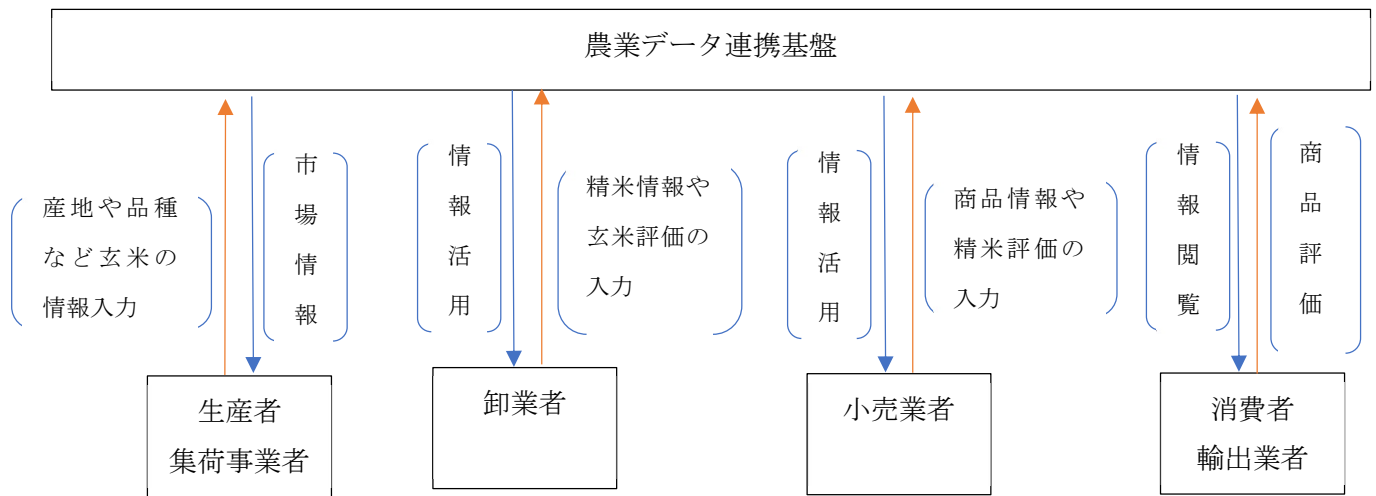 農業データ連携基盤
産地や品種
など玄米の
情報入力
市場情報
情報活用
精米情報や
玄米評価の
入力
情報活用
商品情報や
精米評価の
入力
情報閲覧
商品評価
生産者
集荷事業者
卸業者
小売業者
消費者
輸出業者